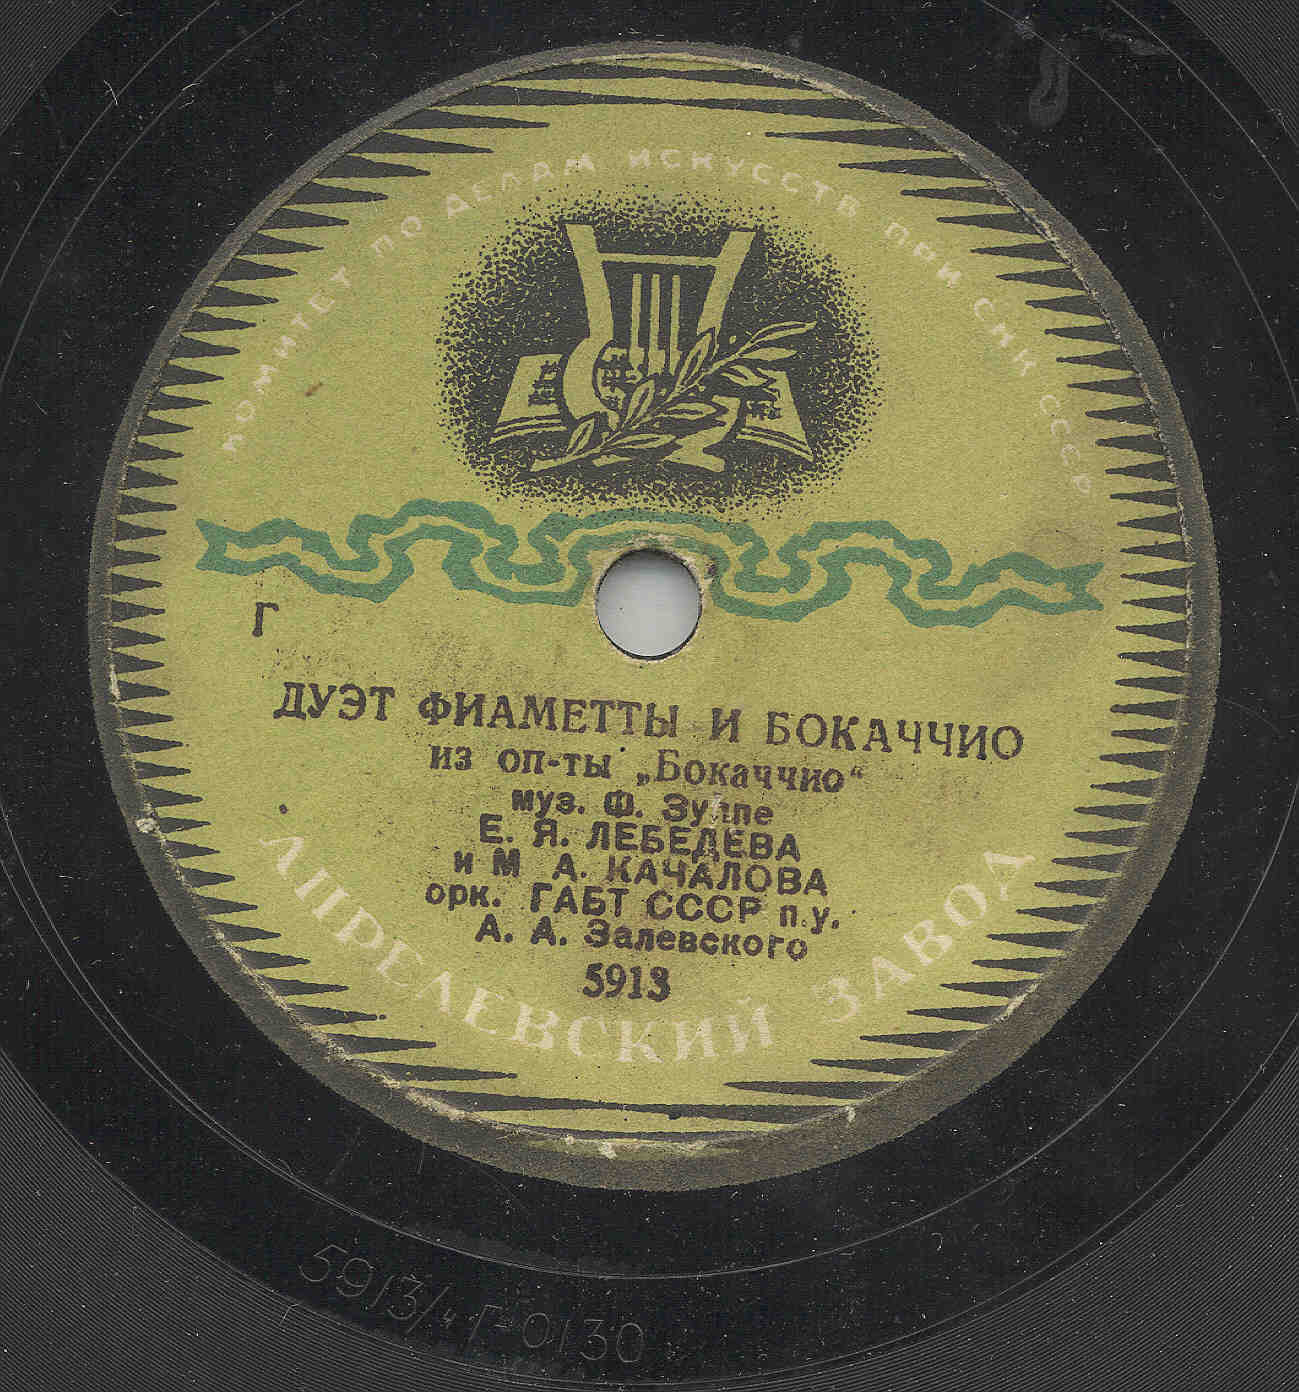 КОМИТЕТ ПО ДЕЛАМ ИСКУССТВ ПРИ СНК СССР
Г
ДУЭТ ФИАМЕТТЫ И БОКАЧЧИО
из оп-ты „Бокаччио“
муз. Ф. Зуппе
Е. Я. ЛЕБЕДЕВА
и М А. КАЧАЛОВА
орк. ГАБТ СССР п.у.
А. А. Залевского
5913
АПРЕЛЕВСКИЙ ЗАВОД
5913/4 Г-0130